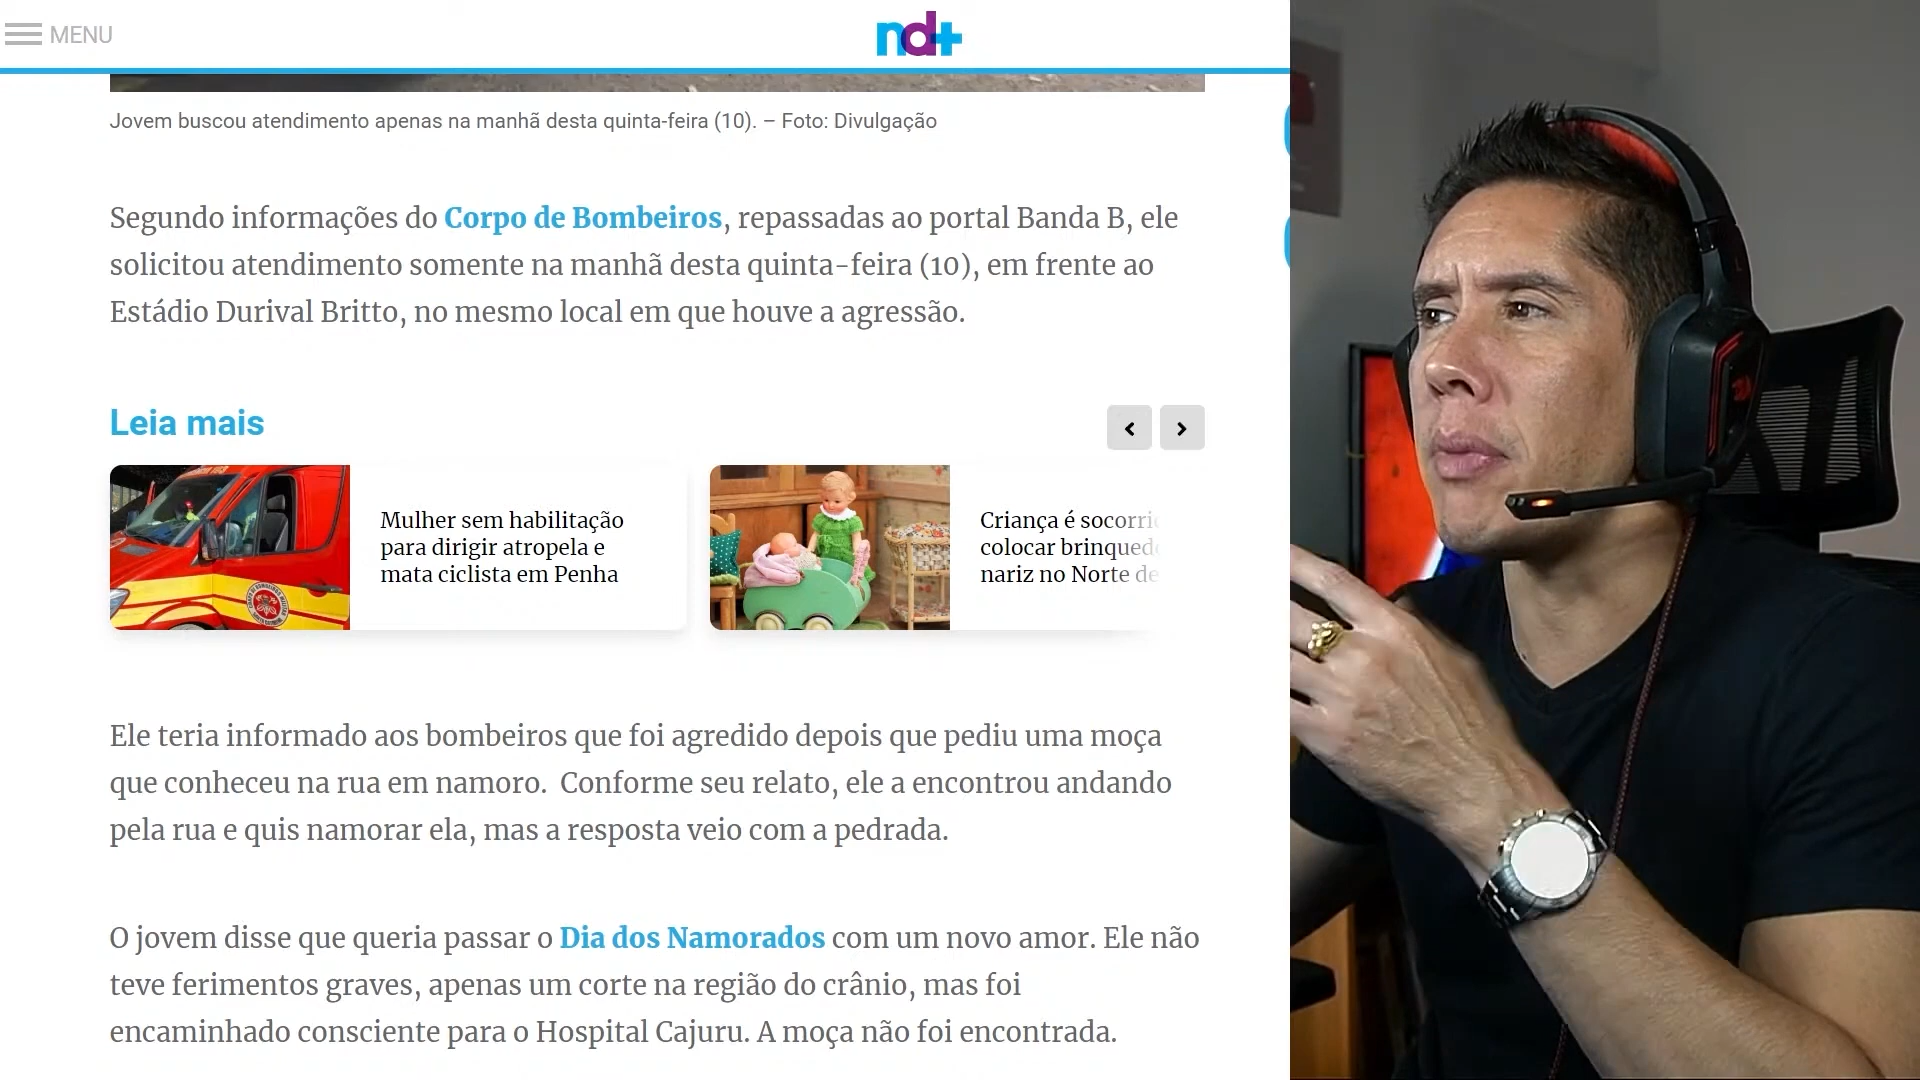 MENU
nd+
Jovem buscou atendimento apenas na manhã desta quinta-feira (10). – Foto: Divulgação
Segundo informações do Corpo de Bombeiros, repassadas ao portal Banda B, ele
solicitou atendimento somente na manhã desta quinta-feira (10), em frente ao
Estádio Durival Britto, no mesmo local em que houve a agressão.
Leia mais
Mulher sem habilitação
para dirigir atropela e
mata ciclista em Penha
Criança é
colocar
nariz no Norte de
Ele teria informado aos bombeiros que foi agredido depois que pediu uma moça
que conheceu na rua em namoro.  Conforme seu relato, ele a encontrou andando
pela rua e quis namorar ela, mas a resposta veio com a pedrada.
O jovem disse que queria passar o Dia dos Namorados com um novo amor. Ele não
teve ferimentos graves, apenas um corte na região do crânio, mas foi
encaminhado consciente para o Hospital Cajuru. A moça não foi encontrada.